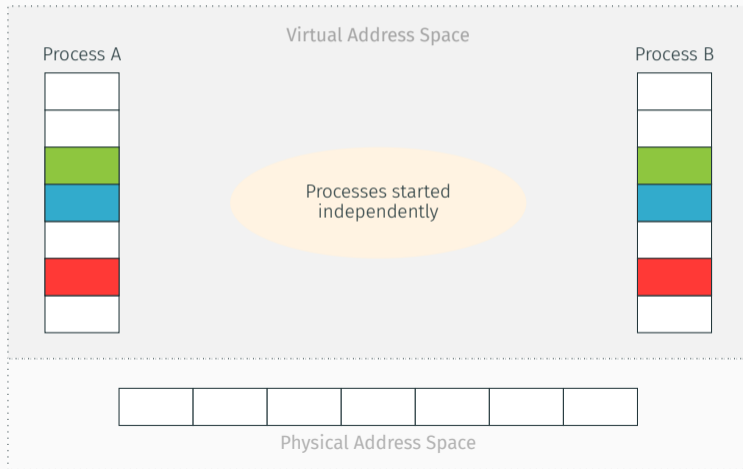 Virtual Address Space
Process A
Process B
Processes started
independently
Physical Address Space